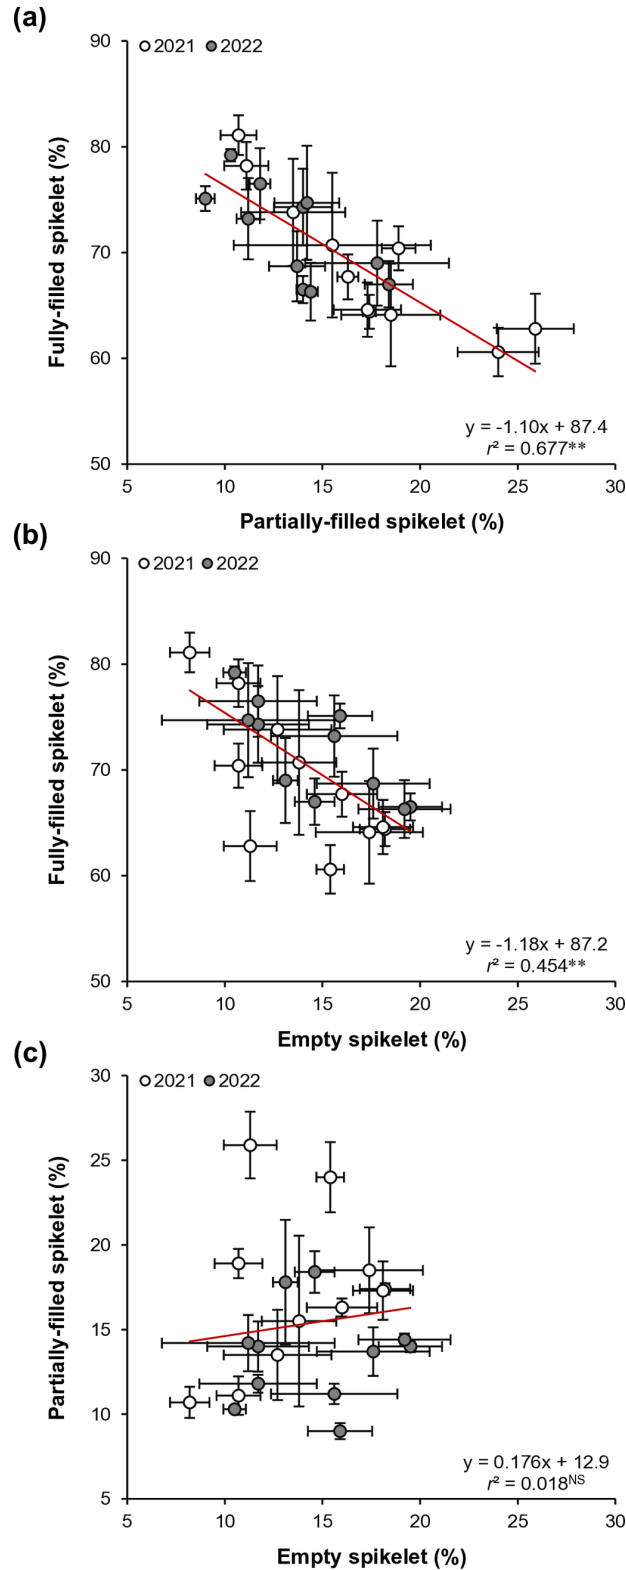 (a)
90
80
70
60
50
2021 2022
Fully-filled spikelet (%)
y = -1.10x + 87.4
r² = 0.677**
5 10 15 20 25 30
Partially-filled spikelet (%)
(b)
90
80
70
60
50
2021 2022
Fully-filled spikelet (%)
y = -1.18x + 87.2
r² = 0.454**
5 10 15 20 25 30
Empty spikelet (%)
(c)
30
25
20
15
10
5
2021 2022
Partially-filled spikelet (%)
y = 0.176x + 12.9
r² = 0.018NS
5 10 15 20 25 30
Empty spikelet (%)